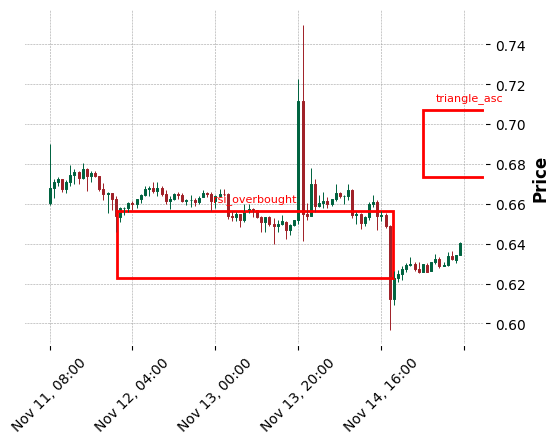 0.74
0.72
triangle_asc
0.70
0.68
0.66
si_overbought
0.64
0.62
0.60
Price
Nov 11, 08:00
Nov 12, 04:00
Nov 13, 00:00
Nov 13, 20:00
Nov 14, 16:00